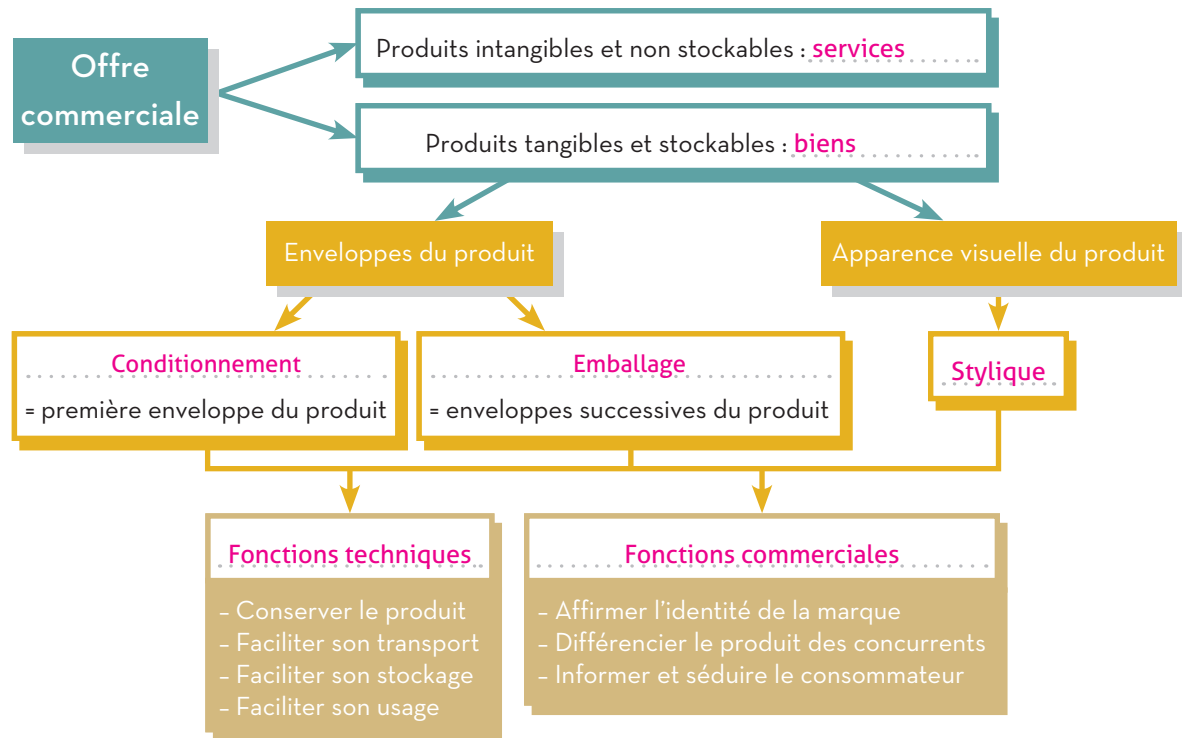 Offre
commerciale
Produits intangibles et non stockables : services
Produits tangibles et stockables : biens
Enveloppes du produit
Apparence visuelle du produit
Conditionnement
= première enveloppe du produit
Emballage
= enveloppes successives du produit
Stylique
Fonctions techniques
– Conserver le produit
– Faciliter son transport
– Faciliter son stockage
– Faciliter son usage
Fonctions commerciales
– Affirmer l’identité de la marque
– Différencier le produit des concurrents
– Informer et séduire le consommateur